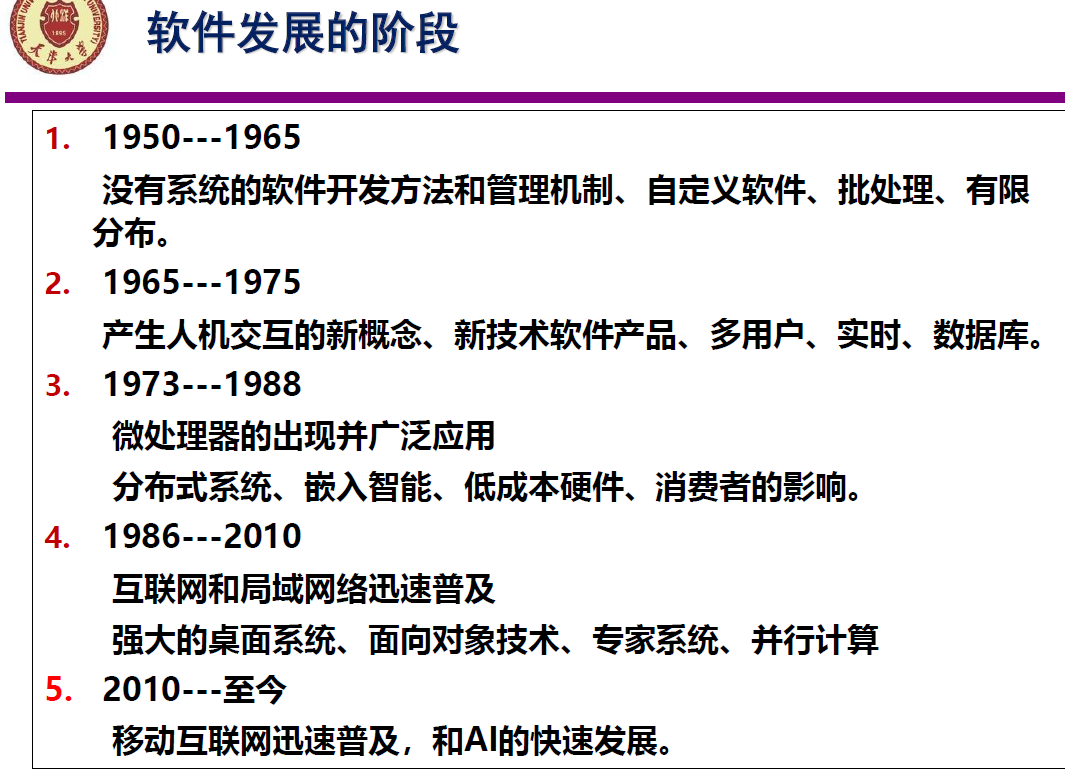 软件发展的阶段
1895
天津大学
1. 1950---1965
没有系统的软件开发方法和管理机制、自定义软件、批处理、有限
分布。
2. 1965---1975
产生人机交互的新概念、新技术软件产品、多用户、实时、数据库。
3. 1973---1988
微处理器的出现并广泛应用
分布式系统、嵌入智能、低成本硬件、消费者的影响。
4. 1986---2010
互联网和局域网络迅速普及
强大的桌面系统、面向对象技术、专家系统、并行计算
5. 2010---至今
移动互联网迅速普及，和AI的快速发展。